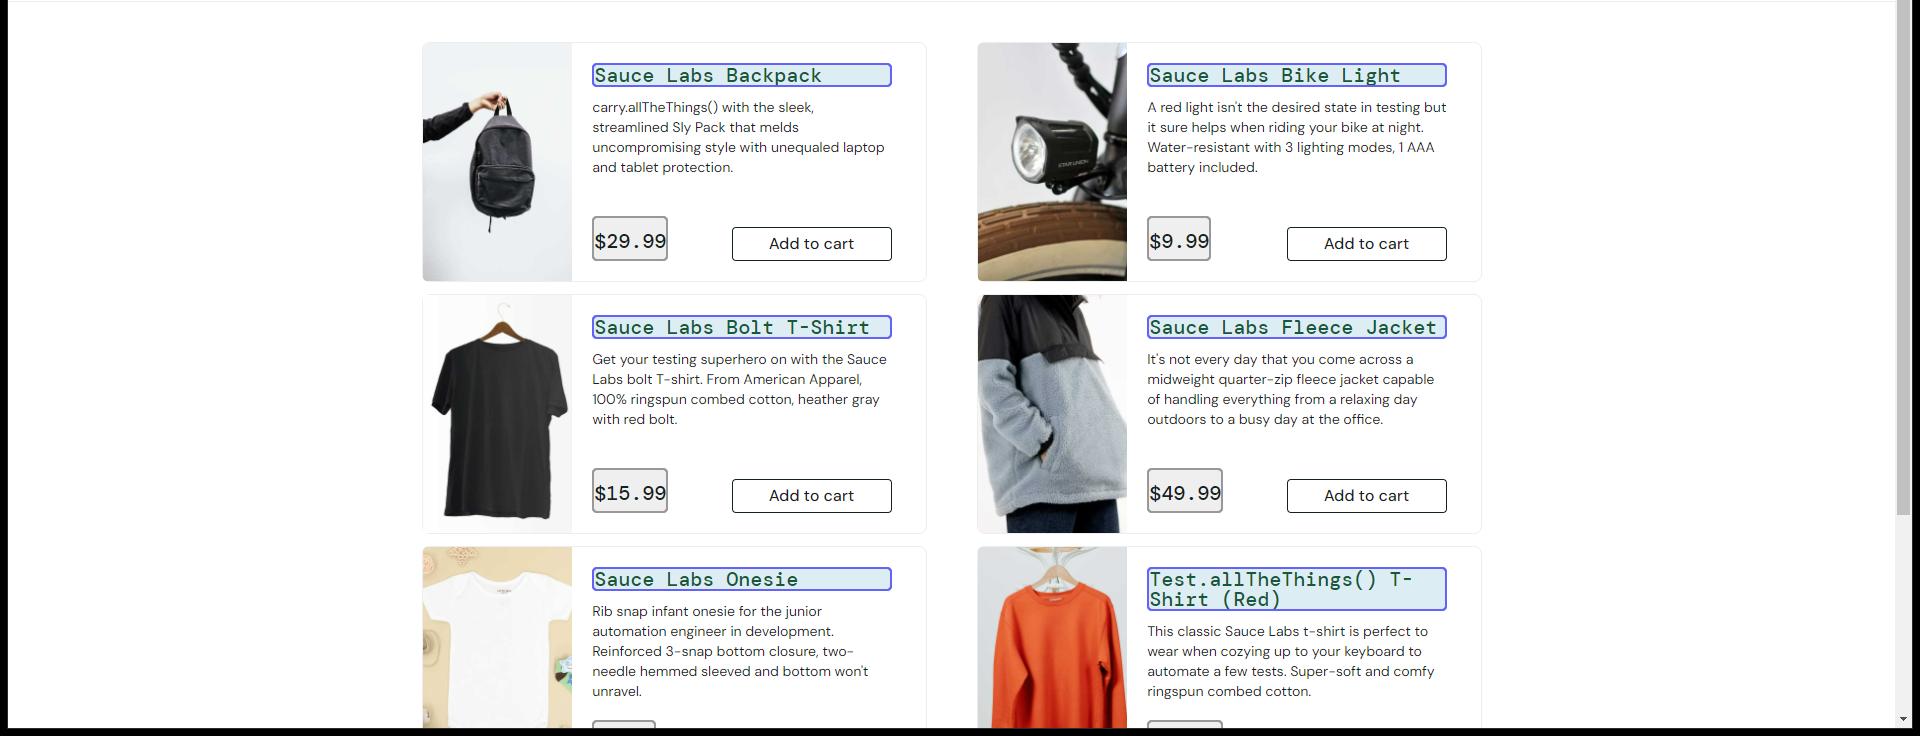 Sauce Labs Backpack
carry.allTheThings() with the sleek,
streamlined Sly Pack that melds
uncompromising style with unequaled laptop
and tablet protection.
$29.99
Add to cart
Sauce Labs Bike Light
A red light isn't the desired state in testing but
it sure helps when riding your bike at night.
Water-resistant with 3 lighting modes, 1 AAA
battery included.
STAR UNION
$9.99
Add to cart
Sauce Labs Bolt T-Shirt
Get your testing superhero on with the Sauce
Labs bolt T-shirt. From American Apparel,
100% ringspun combed cotton, heather gray
with red bolt.
$15.99
Add to cart
Sauce Labs Fleece Jacket
It's not every day that you come across a
midweight quarter-zip fleece jacket capable
of handling everything from a relaxing day
outdoors to a busy day at the office.
$49.99
Add to cart
Sauce Labs Onesie
Rib snap infant onesie for the junior
automation engineer in development.
Reinforced 3-snap bottom closure, two-
needle hemmed sleeved and bottom won't
unravel.
Test.allTheThings() T-
Shirt (Red)
This classic Sauce Labs t-shirt is perfect to
wear when cozying up to your keyboard to
automate a few tests. Super-soft and comfy
ringspun combed cotton.